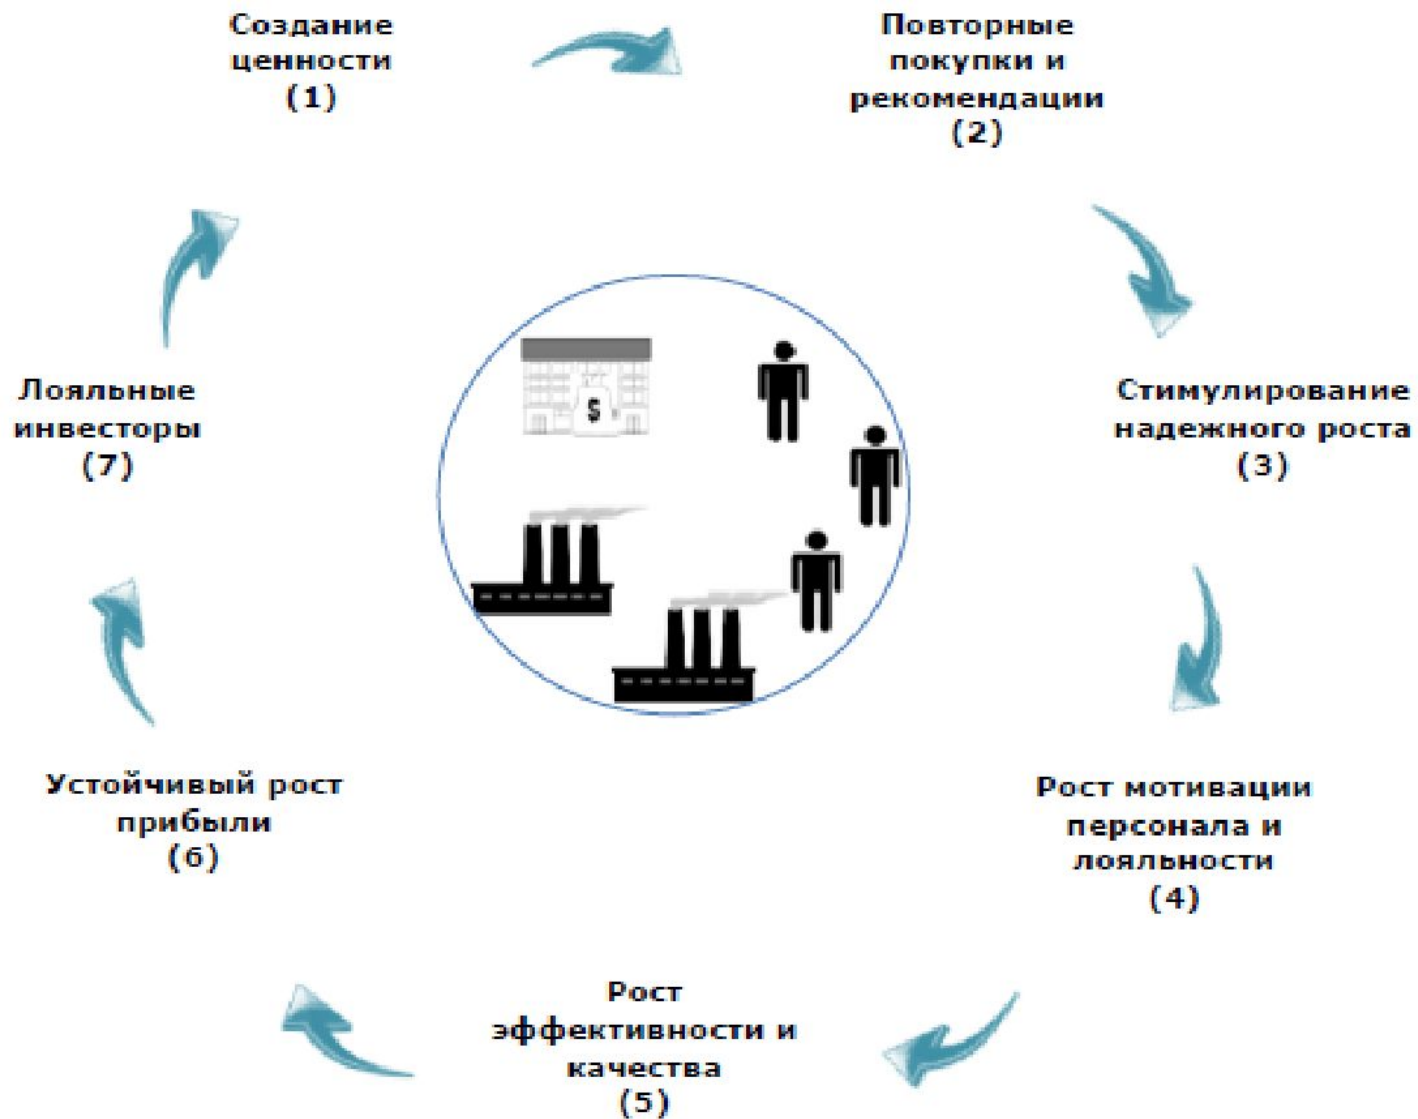 Создание
ценности
(1)
Повторные
покупки и
рекомендации
(2)
Стимулирование
надежного роста
(3)
Рост мотивации
персонала и
лояльности
(4)
Рост
эффективности и
качества
(5)
Устойчивый рост
прибыли
(6)
Лояльные
инвесторы
(7)
$